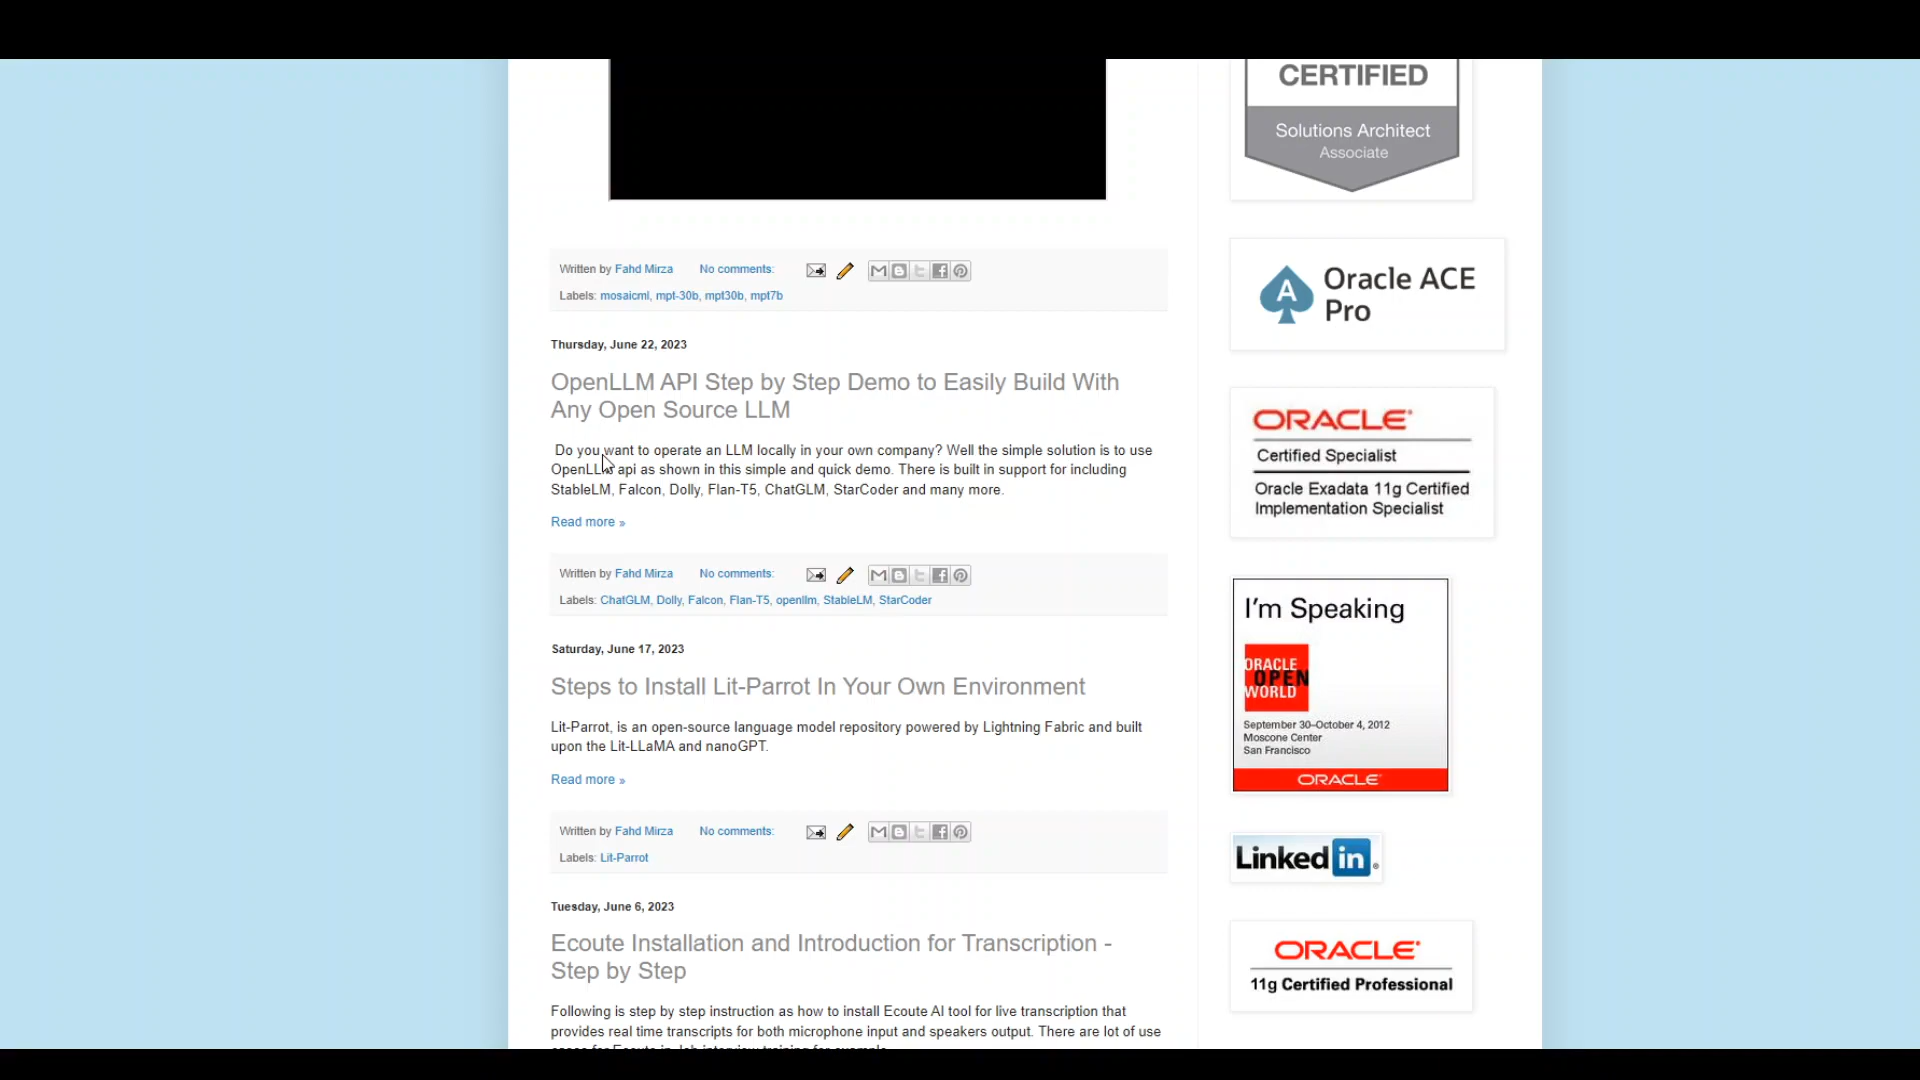 Written by Fahd Mirza No comments:
Labels: mosaicml, mpt-30b, mpt30b, mpt7b
Thursday, June 22, 2023
OpenLLM API Step by Step Demo to Easily Build With
Any Open Source LLM
Do you want to operate an LLM locally in your own company? Well the simple solution is to use
OpenLLM api as shown in this simple and quick demo. There is built in support for including
StableLM, Falcon, Dolly, Flan-T5, ChatGLM, StarCoder and many more.
Read more »
Written by Fahd Mirza No comments:
Labels: ChatGLM, Dolly, Falcon, Flan-T5, openllm, StableLM, StarCoder
Saturday, June 17, 2023
Steps to Install Lit-Parrot In Your Own Environment
Lit-Parrot, is an open-source language model repository powered by Lightning Fabric and built
upon the Lit-LLaMA and nanoGPT.
Read more »
Written by Fahd Mirza No comments:
Labels: Lit-Parrot
Tuesday, June 6, 2023
Ecoute Installation and Introduction for Transcription -
Step by Step
Following is step by step instruction as how to install Ecoute AI tool for live transcription that
provides real time transcripts for both microphone input and speakers output. There are lot of use
CERTIFIED
Solutions Architect
Associate
A
Oracle ACE
Pro
ORACLE
Certified Specialist
Oracle Exadata 11g Certified
Implementation Specialist
I'm Speaking
ORACLE
OPEN
WORLD
September 30–October 4, 2012
Moscone Center
San Francisco
ORACLE
Linked in
ORACLE
11g Certified Professional